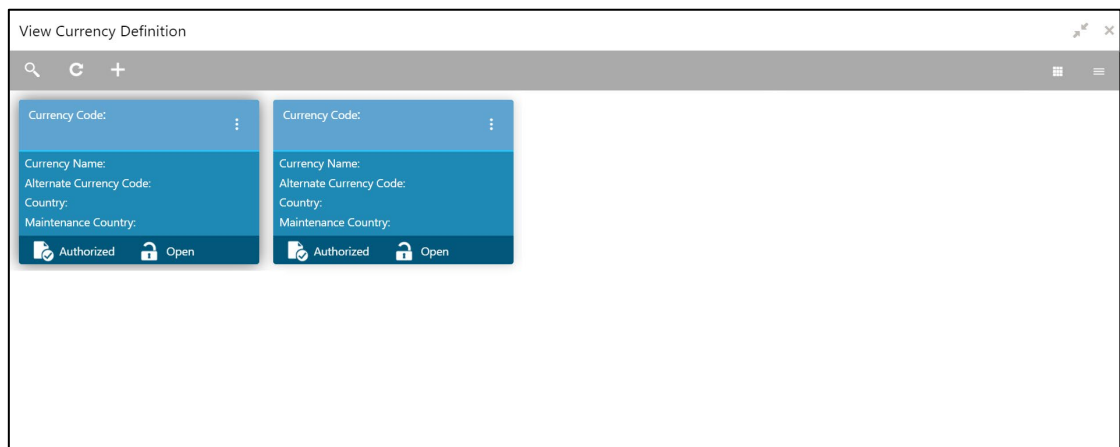 View Currency Definition
Currency Code:
Currency Name:
Alternate Currency Code:
Country:
Maintenance Country:
Authorized Open
Currency Code:
Currency Name:
Alternate Currency Code:
Country:
Maintenance Country:
Authorized Open